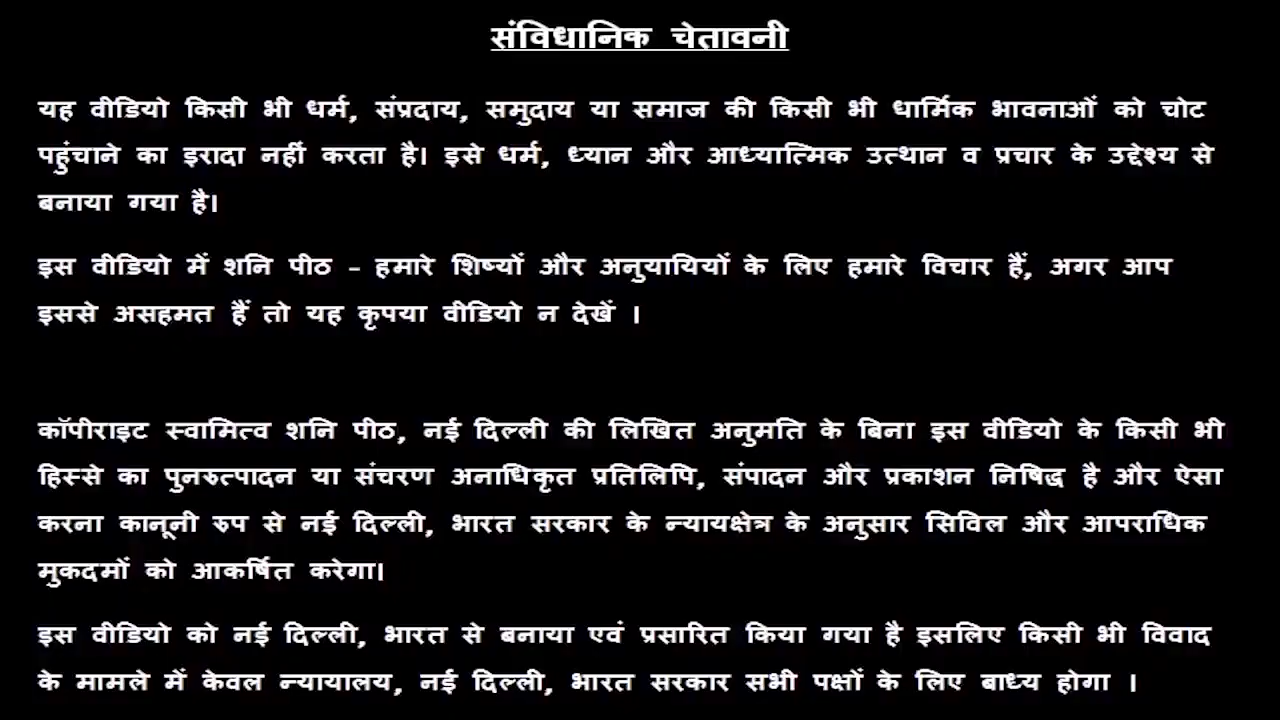 संविधानिक चेतावनी
यह वीडियो किसी भी धर्म, संप्रदाय, समुदाय या समाज की किसी भी धार्मिक भावनाओं को चोट
पहुंचाने का इरादा नहीं करता है। इसे धर्म, ध्यान और आध्यात्मिक उत्थान व प्रचार के उद्देश्य से
बनाया गया है।
इस वीडियो में शनि पीठ – हमारे शिष्यों और अनुयायियों के लिए हमारे विचार हैं, अगर आप
इससे असहमत हैं तो यह कृपया वीडियो न देखें ।
कॉपीराइट स्वामित्व शनि पीठ, नई दिल्ली की लिखित अनुमति के बिना इस वीडियो के किसी भी
हिस्से का पुनरुत्पादन या संचरण अनाधिकृत प्रतिलिपि, संपादन और प्रकाशन निषिद्ध है और ऐसा
करना कानूनी रुप से नई दिल्ली, भारत सरकार के न्यायक्षेत्र के अनुसार सिविल और आपराधिक
मुकदमों को आकर्षित करेगा।
इस वीडियो को नई दिल्ली, भारत से बनाया एवं प्रसारित किया गया है इसलिए किसी भी विवाद
के मामले में केवल न्यायालय, नई दिल्ली, भारत सरकार सभी पक्षों के लिए बाध्य होगा ।